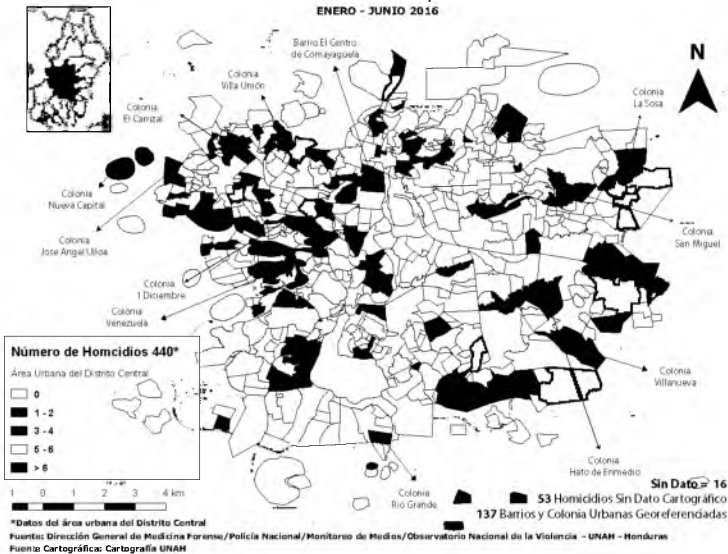 ENERO - JUNIO 2016
Barrio El Centro
de Comayagüela
Colonia
Villa Unión
Colonia
El Carrizal
N
Colonia
La Sosa
Colonia
Nueva Capital
Colonia
José Angel Ulloa
Colonia
San Miguel
Colonia
1 Diciembre
Colonia
Venezuela
Número de Homcidios 440*
Área Urbana del Distrito Central
0
1 - 2
3 - 4
5 - 6
> 6
Colonia
Villanueva
Colonia
Hato de Enmedio
Colonia
Rio Grande
1 0 1 2 3 4 km
Sin Dato = 16
53 Homicidios Sin Dato Cartográfico
137 Barrios y Colonia Urbanas Georeferenciadas
*Datos del área urbana del Distrito Central
Fuente: Dirección General de Medicina Forense/Policía Nacional/Monitoreo de Medios/Observatorio Nacional de la Violencia - UNAH - Honduras
Fuente Cartográfica: Cartografía UNAH